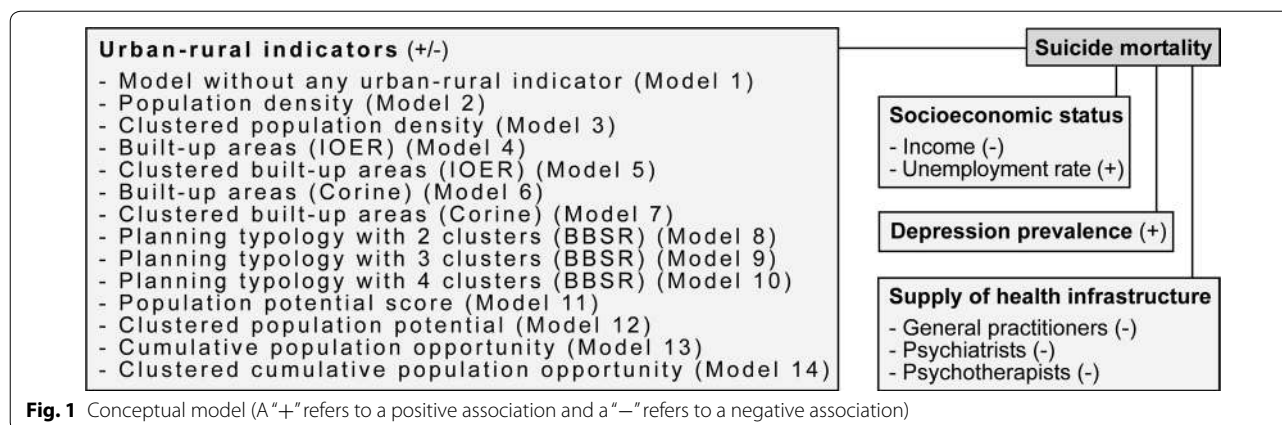 Urban-rural indicators (+/-)
- Model without any urban-rural indicator (Model 1)
- Population density (Model 2)
- Clustered population density (Model 3)
- Built-up areas (IOER) (Model 4)
- Clustered built-up areas (IOER) (Model 5)
- Built-up areas (Corine) (Model 6)
- Clustered built-up areas (Corine) (Model 7)
- Planning typology with 2 clusters (BBSR) (Model 8)
- Planning typology with 3 clusters (BBSR) (Model 9)
- Planning typology with 4 clusters (BBSR) (Model 10)
- Population potential score (Model 11)
- Clustered population potential (Model 12)
- Cumulative population opportunity (Model 13)
- Clustered cumulative population opportunity (Model 14)
Suicide mortality
Socioeconomic status
- Income (-)
- Unemployment rate (+)
Depression prevalence (+)
Supply of health infrastructure
- General practitioners (-)
- Psychiatrists (-)
- Psychotherapists (-)
Fig. 1 Conceptual model (A “+” refers to a positive association and a “−” refers to a negative association)